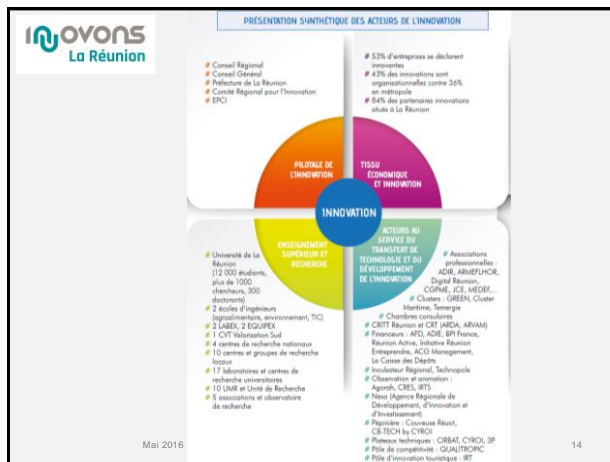 INNOVONS
La Réunion
PRÉSENTATION SYNTHÉTIQUE DES ACTEURS DE L'INNOVATION
# Conseil Régional
# Conseil Général
# Préfecture de La Réunion
# Comité Régional pour l'Innovation
# EPCI
# 53% d'entreprises se déclarent
innovantes
# 43% des innovations sont
organisationnelles contre 36%
en métropole
# 84% des partenaires innovations
situés à La Réunion
PILOTAGE DE
L'INNOVATION
TISSU
ÉCONOMIQUE
ET INNOVATION
INNOVATION
ENSEIGNEMENT
SUPÉRIEUR ET
RECHERCHE
ACTEURS AU
SERVICE DU
TRANSFERT DE
TECHNOLOGIE ET DU
DÉVELOPPEMENT
DE L'INNOVATION
# Université de La
Réunion
(12 000 étudiants,
plus de 1000
chercheurs, 300
doctorants)
# 2 écoles d'ingénieurs
(agroalimentaire, environnement, TIC)
# 2 LABEX, 2 EQUIPEX
# 1 CVT Valorisation Sud
# 4 centres de recherche nationaux
# 10 centres et groupes de recherche
locaux
# 17 laboratoires et centres de
recherche universitaires
# 10 UMR et Unité de Recherche
# 5 associations et observatoire
de recherche
# Associations
professionnelles :
ADIR, ARMEFLHOR,
Digital Réunion,
CGPME, JCE, MEDEF,...
# Clusters : GREEN, Cluster
Maritime, Temergie
# Chambres consulaires
# CRITT Réunion et CRT (ARDA, ARVAM)
# Financeurs : AFD, ADIE, BPI France,
Réunion Active, Initiative Réunion
Entreprendre, ACG Management,
La Caisse des Dépôts
# Incubateur Régional, Technopole
# Observation et animation :
Agorah, CRES, IRTS
# Nexa (Agence Régionale de
Développement, d'Innovation et
d'Investissement)
# Pépinière : Couveuse Réusit,
CB-TECH by CYROI
# Plateaux techniques : CIRBAT, CYROI, 3P
# Pôle de compétitivité : QUALITROPIC
# Pôle d'innovation touristique : IRT
Mai 2016
14